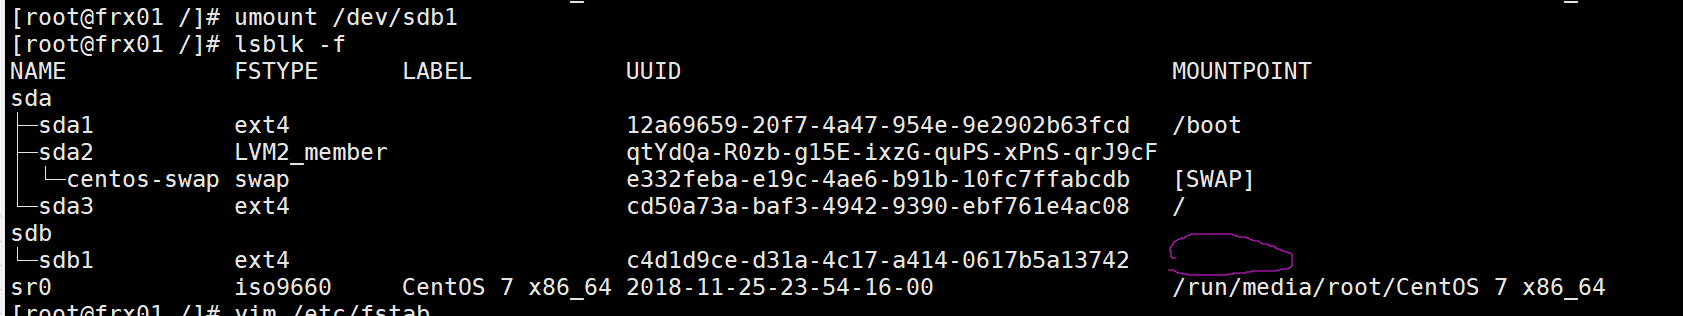 [root@frx01 /]# umount /dev/sdb1
[root@frx01 /]# lsblk -f
NAME            FSTYPE      LABEL           UUID                                   MOUNTPOINT
sda
├─sda1          ext4                        12a69659-20f7-4a47-954e-9e2902b63fcd   /boot
├─sda2          LVM2_member                 qtYdQa-R0zb-g15E-ixzG-quPS-xPnS-qrJ9cF
│ └─centos-swap swap                        e332feba-e19c-4ae6-b91b-10fc7ffabcdb   [SWAP]
└─sda3          ext4                        cd50a73a-baf3-4942-9390-ebf761e4ac08   /
sdb
└─sdb1          ext4                        c4d1d9ce-d31a-4c17-a414-0617b5a13742
sr0             iso9660     CentOS 7 x86_64 2018-11-25-23-54-16-00                 /run/media/root/CentOS 7 x86_64
[root@frx01 /]# vim /etc/fstab